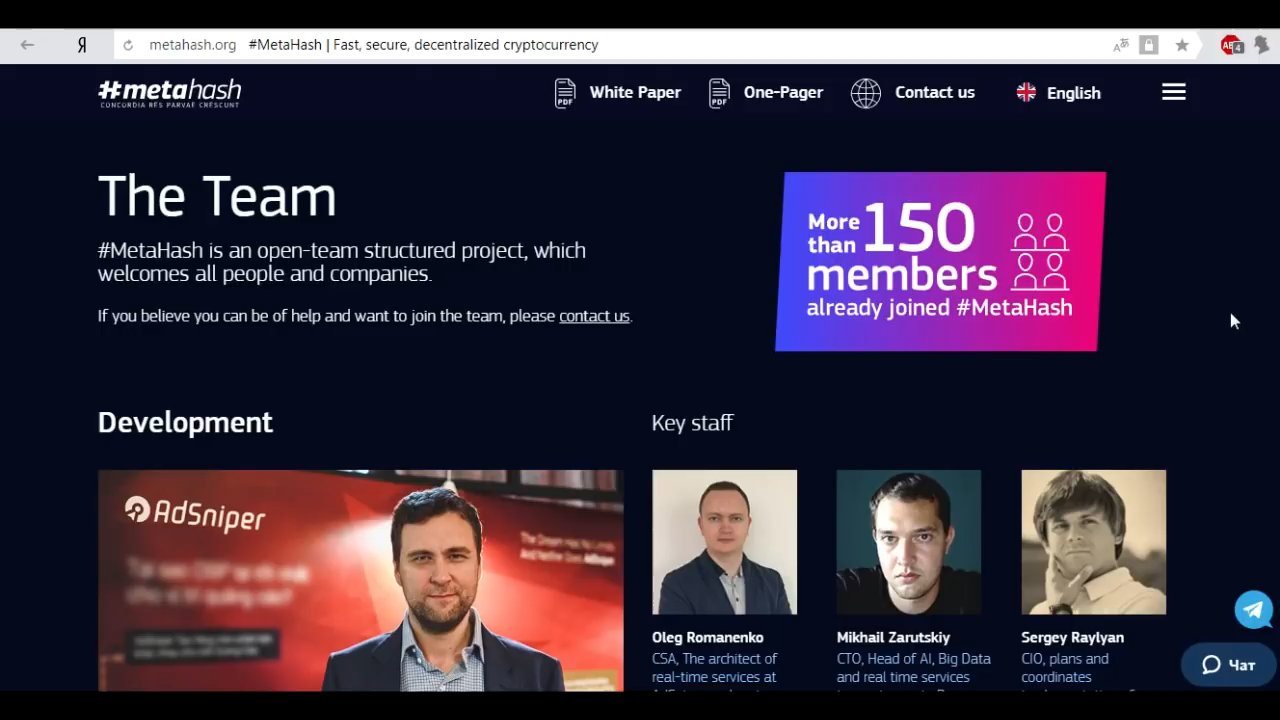 Я
metahash.org #MetaHash | Fast, secure, decentralized cryptocurrency
4
#metahash
CONCORDIA RES PARVAE CRESCUNT
PDF
White Paper
PDF
One-Pager
Contact us
English
The Team
#MetaHash is an open-team structured project, which
welcomes all people and companies.
If you believe you can be of help and want to join the team, please contact us.
More than 150
members
already joined #MetaHash
Development
Key staff
AdSniper
Oleg Romanenko
CSA, The architect of
real-time services at
Mikhail Zarutskiy
CTO, Head of AI, Big Data
and real time services
Sergey Raylyan
CIO, plans and
coordinates
Чат